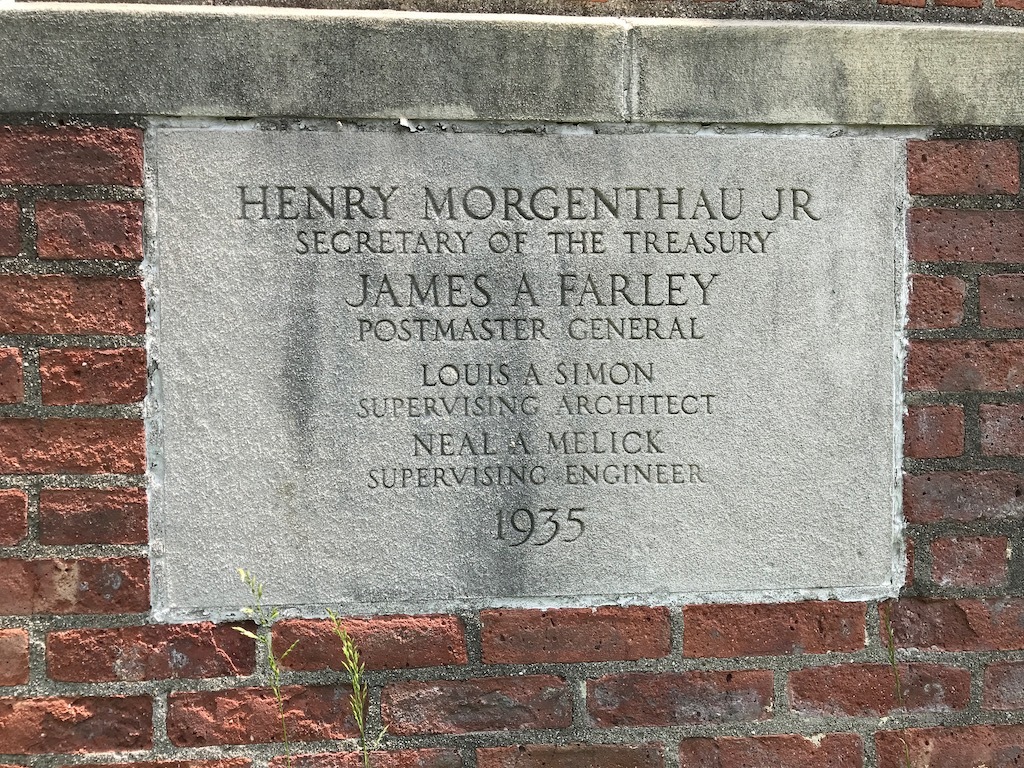 HENRY MORGENTHAU JR
SECRETARY OF THE TREASURY
JAMES A FARLEY
POSTMASTER GENERAL
LOUIS A SIMON
SUPERVISING ARCHITECT
NEAL A MELICK
SUPERVISING ENGINEER
1935